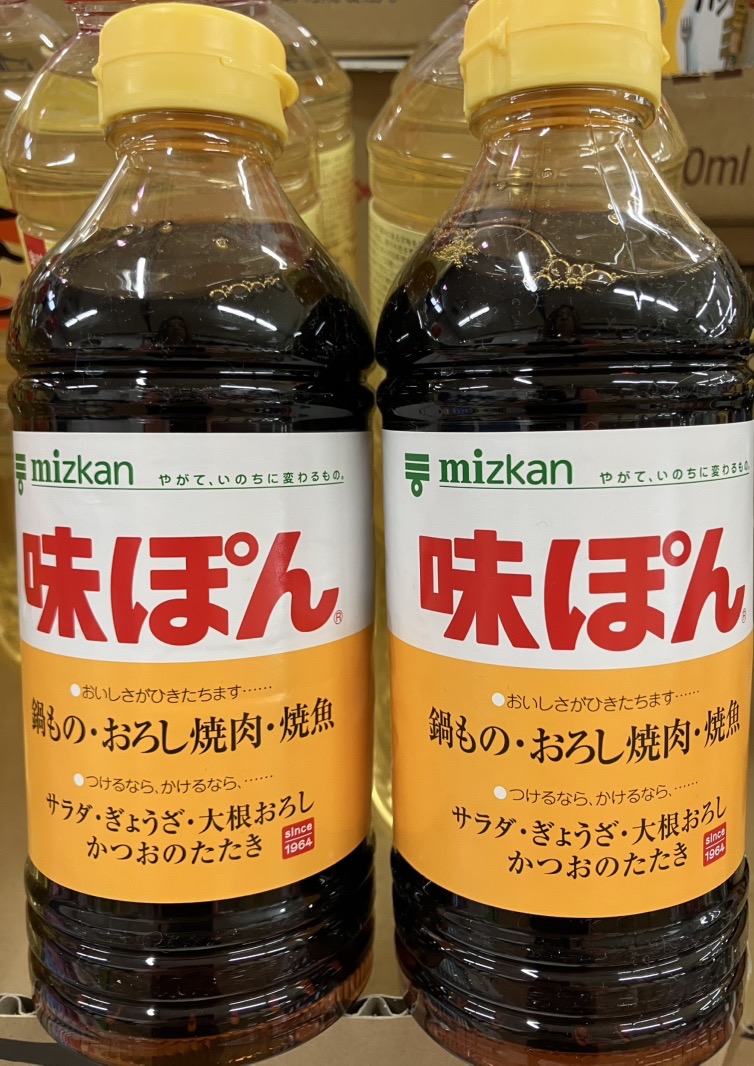 mizkan やがて、いのちに変わるもの。
味ぽん®
●おいしさがひきたちます……
鍋もの・おろし焼肉・焼魚
●つけるなら、かけるなら、……
サラダ・ぎょうざ・大根おろし
かつおのたたき
since
1964
mizkan やがて、いのちに変わるもの。
味ぽん®
●おいしさがひきたちます……
鍋もの・おろし焼肉・焼魚
●つけるなら、かけるなら、……
サラダ・ぎょうざ・大根おろし
かつおのたたき
since
1964
0ml